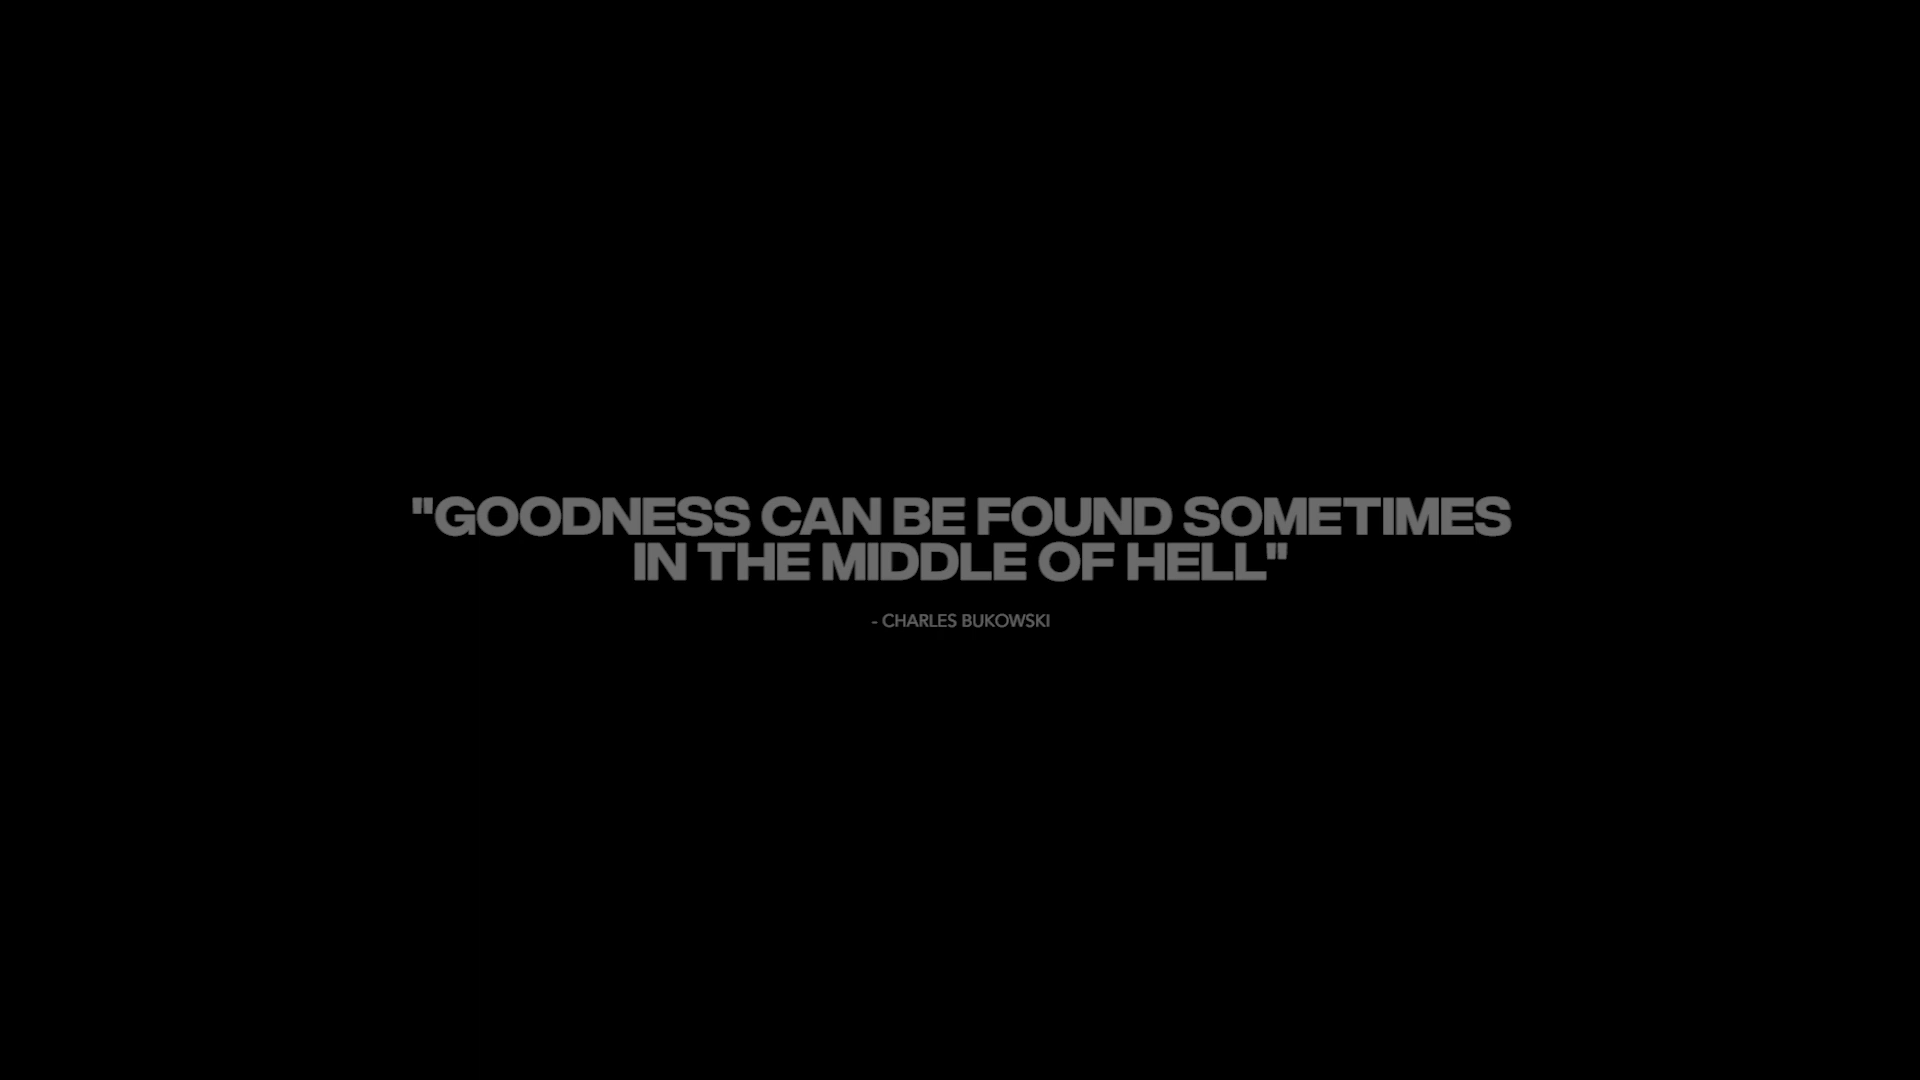 "GOODNESS CAN BE FOUND SOMETIMES
IN THE MIDDLE OF HELL"
- CHARLES BUKOWSKI